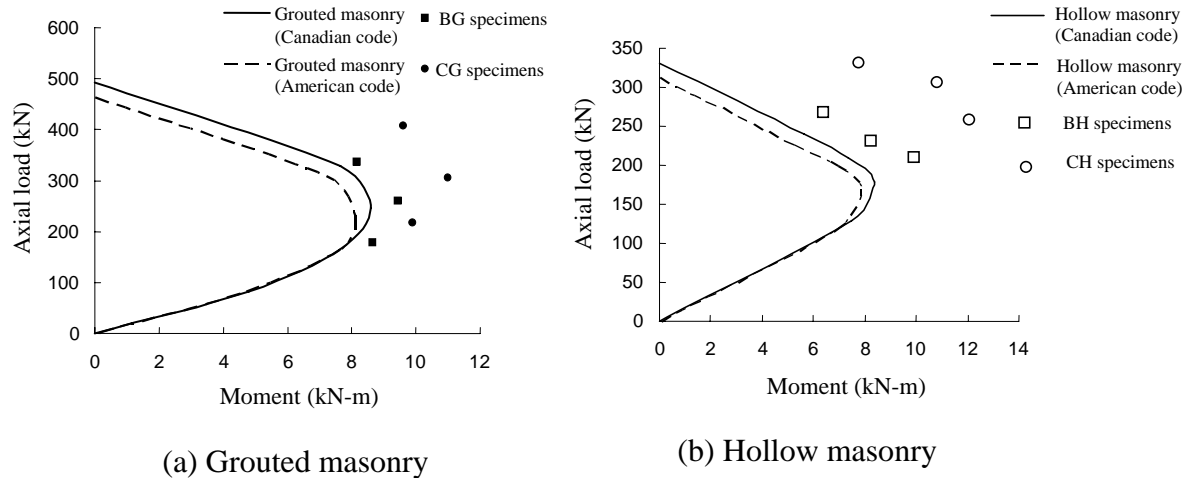 Grouted masonry
(Canadian code)
Grouted masonry
(American code)
BG specimens
CG specimens
600
500
400
300
200
100
0
Axial load (kN)
0 2 4 6 8 10 12
Moment (kN-m)
(a) Grouted masonry
Hollow masonry
(Canadian code)
Hollow masonry
(American code)
BH specimens
CH specimens
350
300
250
200
150
100
50
0
Axial load (kN)
0 2 4 6 8 10 12 14
Moment (kN-m)
(b) Hollow masonry